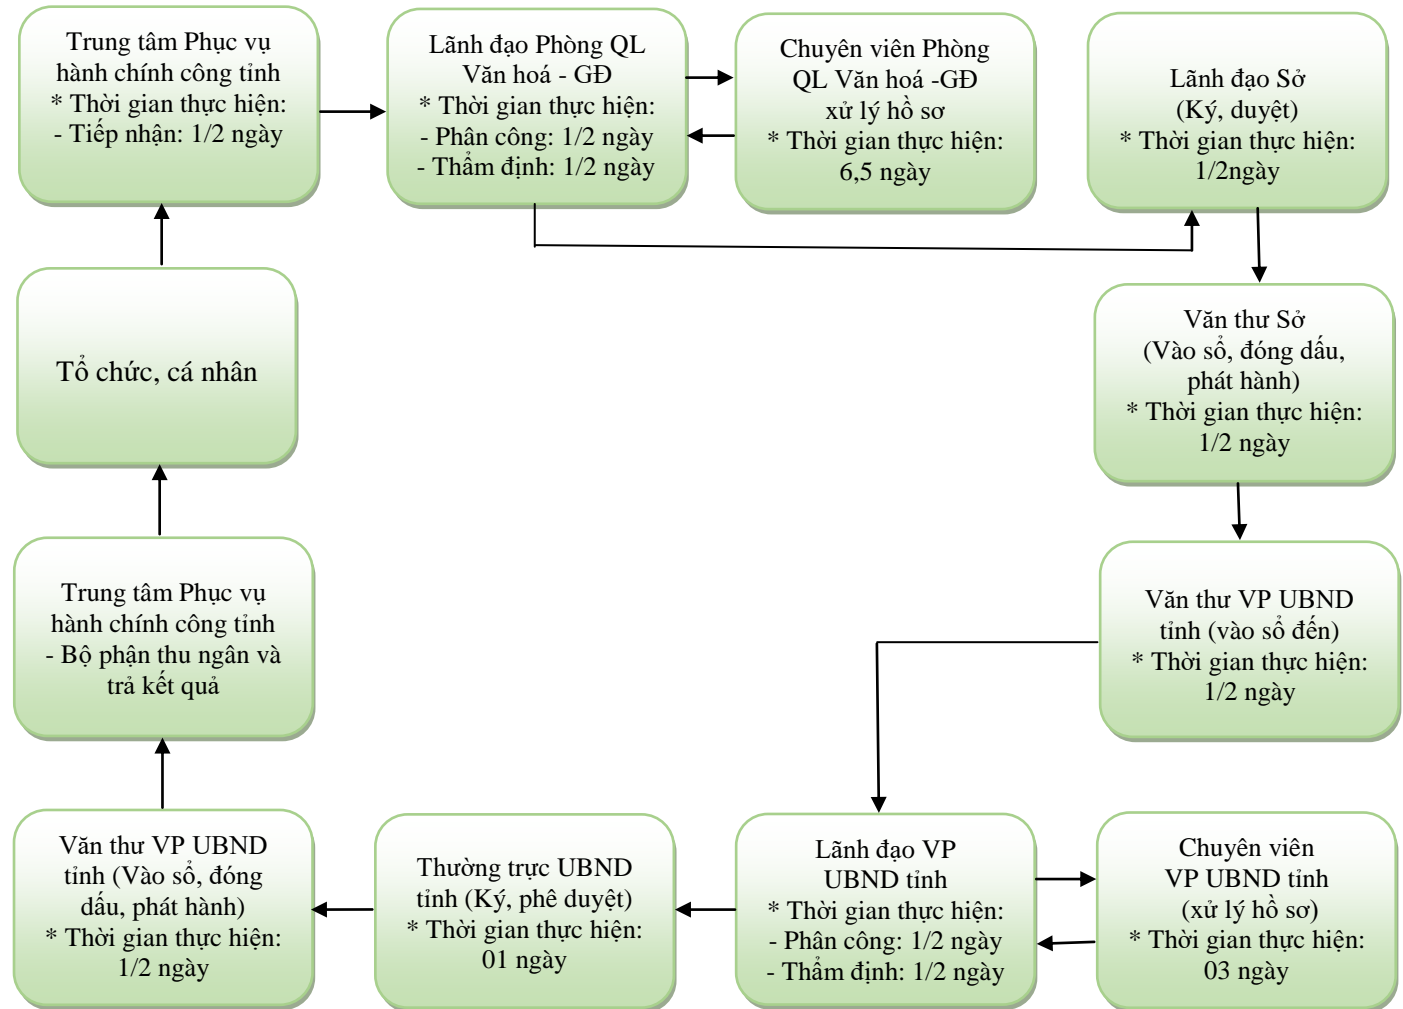 Trung tâm Phục vụ
hành chính công tỉnh
* Thời gian thực hiện:
- Tiếp nhận: 1/2 ngày
Lãnh đạo Phòng QL
Văn hoá - GĐ
* Thời gian thực hiện:
- Phân công: 1/2 ngày
- Thẩm định: 1/2 ngày
Chuyên viên Phòng
QL Văn hoá -GĐ
xử lý hồ sơ
* Thời gian thực hiện:
6,5 ngày
Lãnh đạo Sở
(Ký, duyệt)
* Thời gian thực hiện:
1/2ngày
Văn thư Sở
(Vào sổ, đóng dấu,
phát hành)
* Thời gian thực hiện:
1/2 ngày
Tổ chức, cá nhân
Văn thư VP UBND
tỉnh (vào sổ đến)
* Thời gian thực hiện:
1/2 ngày
Trung tâm Phục vụ
hành chính công tỉnh
- Bộ phận thu ngân và
trả kết quả
Văn thư VP UBND
tỉnh (Vào sổ, đóng
dấu, phát hành)
* Thời gian thực hiện:
1/2 ngày
Thường trực UBND
tỉnh (Ký, phê duyệt)
* Thời gian thực hiện:
01 ngày
Lãnh đạo VP
UBND tỉnh
* Thời gian thực hiện:
- Phân công: 1/2 ngày
- Thẩm định: 1/2 ngày
Chuyên viên
VP UBND tỉnh
(xử lý hồ sơ)
* Thời gian thực hiện:
03 ngày